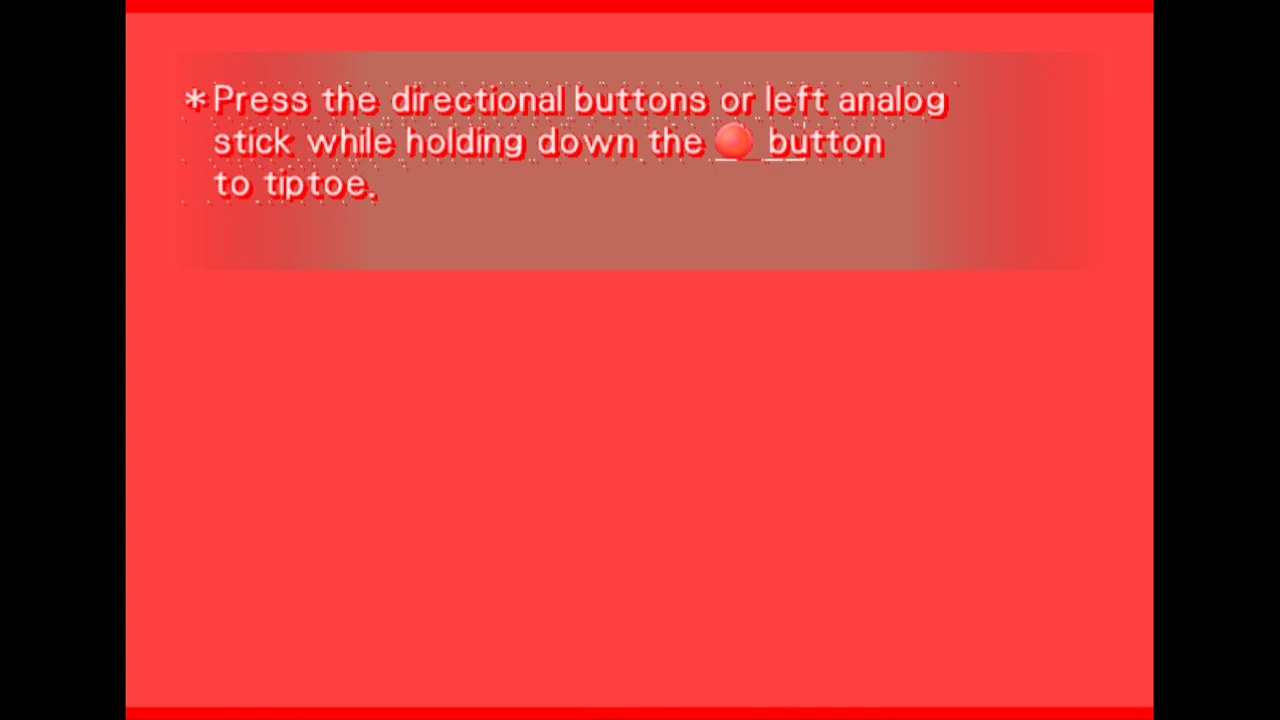 *Press the directional buttons or left analog
stick while holding down the button
to tiptoe.